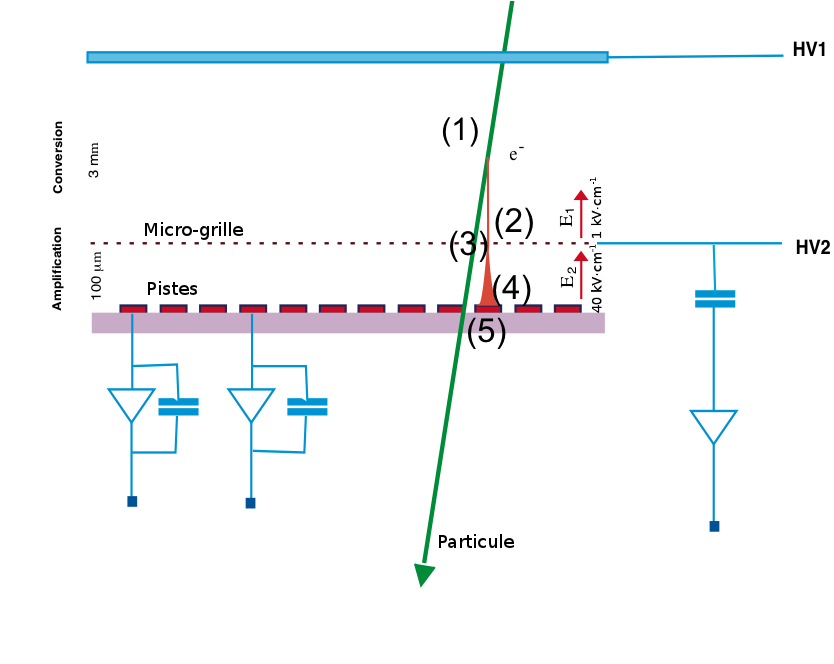 HV1
(1)
Conversion
3 mm
e-
Micro-grille
(2)
(3)
E1
1 kV·cm-1
HV2
Amplification
100 μm
Pistes
(4)
E2
40 kV·cm-1
(5)
Particule